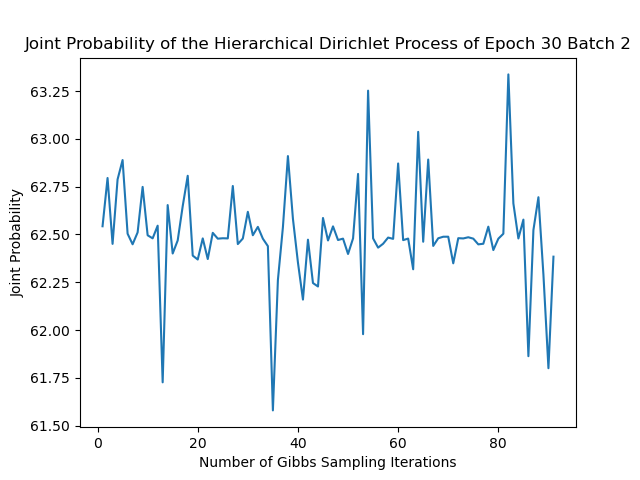 Joint Probability of the Hierarchical Dirichlet Process of Epoch 30 Batch 2
63.25
63.00
62.75
62.50
62.25
62.00
61.75
61.50
Joint Probability
0 20 40 60 80
Number of Gibbs Sampling Iterations